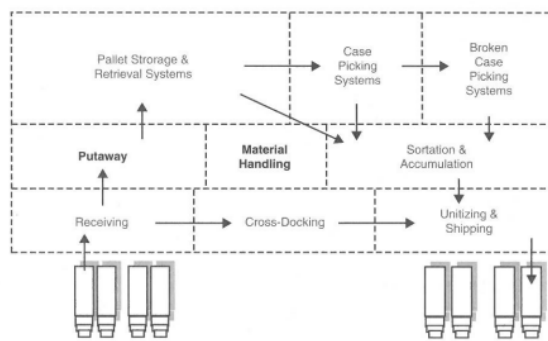 Pallet Strorage &
Retrieval Systems
Case
Picking
Systems
Broken
Case
Picking
Systems
Putaway
Material
Handling
Sortation &
Accumulation
Receiving
Cross-Docking
Unitizing &
Shipping